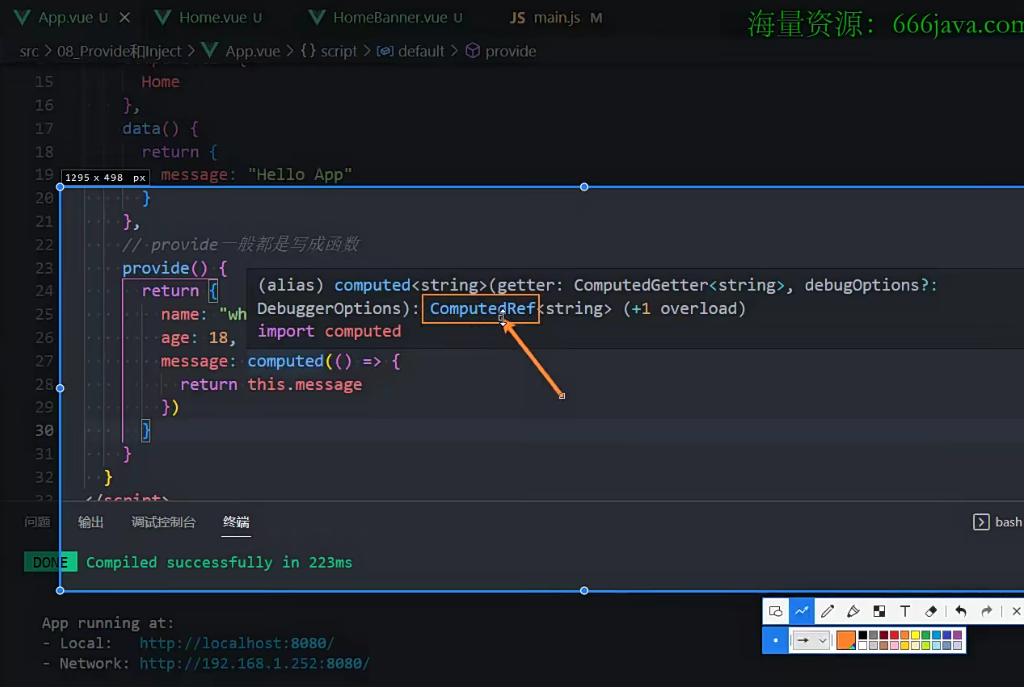 App.vue U
Home.vue U
HomeBanner.vue U
JS main.js M
海量资源：666java.com
src > 08_Provide和Inject > App.vue > {} script > default > provide
15 Home
16 },
17 data() {
18 return {
19 message: "Hello App"
1295 x 498 px
20 }
21 },
22 // provide一般都是写成函数
23 provide() {
24 return {
(alias) computed<string>(getter: ComputedGetter<string>, debugOptions?:
DebuggerOptions): ComputedRef<string> (+1 overload)
import computed
25 name: "wh
26 age: 18,
27 message: computed(() => {
28 return this.message
29 })
30 }
31 }
32 }
33 </script>
问题 输出 调试控制台 终端
bash
DONE Compiled successfully in 223ms
App running at:
- Local: http://localhost:8080/
- Network: http://192.168.1.252:8080/
T